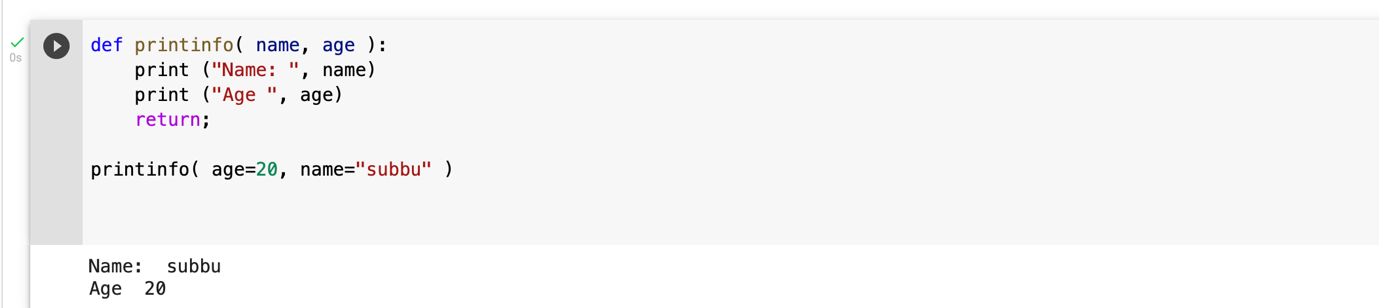 0s
def printinfo( name, age ):
    print ("Name: ", name)
    print ("Age ", age)
    return;
printinfo( age=20, name="subbu" )
Name:  subbu
Age  20